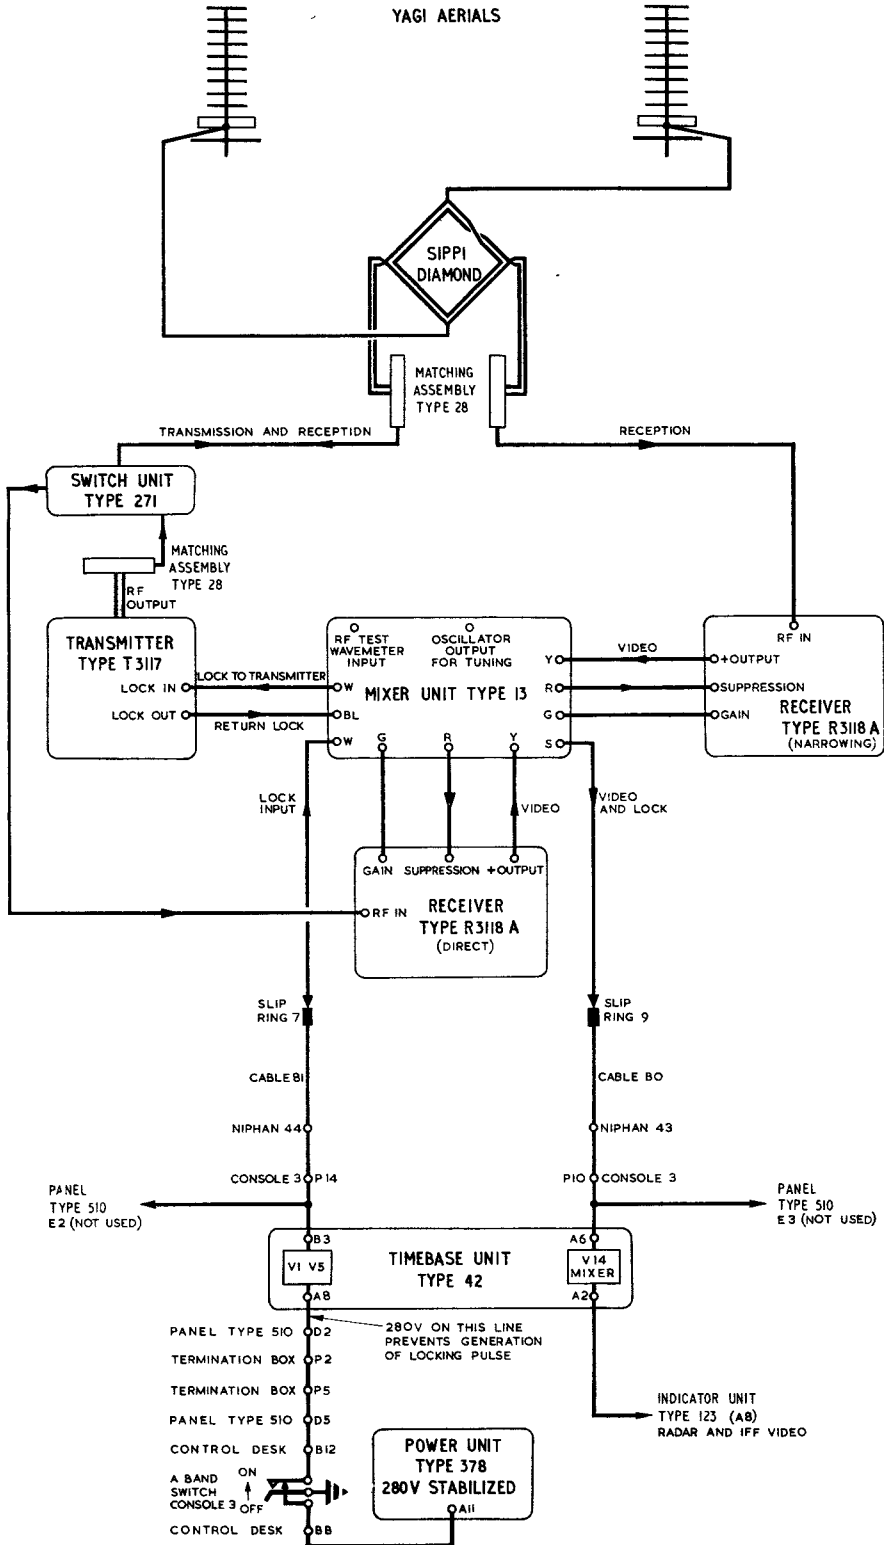 YAGI AERIALS
SIPPI
DIAMOND
MATCHING
ASSEMBLY
TYPE 28
TRANSMISSION AND RECEPTION
RECEPTION
SWITCH UNIT
TYPE 271
MATCHING
ASSEMBLY
TYPE 28
RF
OUTPUT
TRANSMITTER
TYPE T3117
LOCK IN
LOCK OUT
LOCK TO TRANSMITTER
RETURN LOCK
RF TEST
WAVEMETER
INPUT
OSCILLATOR
OUTPUT
FOR TUNING
MIXER UNIT TYPE 13
W
BL
W
G
R
Y
Y
R
G
S
VIDEO
RF IN
+OUTPUT
SUPPRESSION
GAIN
RECEIVER
TYPE R3118A
(NARROWING)
LOCK
INPUT
VIDEO
VIDEO
AND LOCK
GAIN
SUPPRESSION
+OUTPUT
RF IN
RECEIVER
TYPE R3118A
(DIRECT)
SLIP
RING 7
SLIP
RING 9
CABLE 81
CABLE 80
NIPHAN 44
NIPHAN 43
CONSOLE 3 P14
P10 CONSOLE 3
PANEL
TYPE 510
E2 (NOT USED)
PANEL
TYPE 510
E3 (NOT USED)
B3
V1 V5
A8
TIMEBASE UNIT
TYPE 42
A6
V14
MIXER
A2
280V ON THIS LINE
PREVENTS GENERATION
OF LOCKING PULSE
PANEL TYPE 510 D2
TERMINATION BOX P2
TERMINATION BOX P5
PANEL TYPE 510 D5
CONTROL DESK B12
A BAND
SWITCH
CONSOLE 3
ON
OFF
CONTROL DESK B8
POWER UNIT
TYPE 378
280V STABILIZED
A11
INDICATOR UNIT
TYPE 123 (A8)
RADAR AND IFF VIDEO